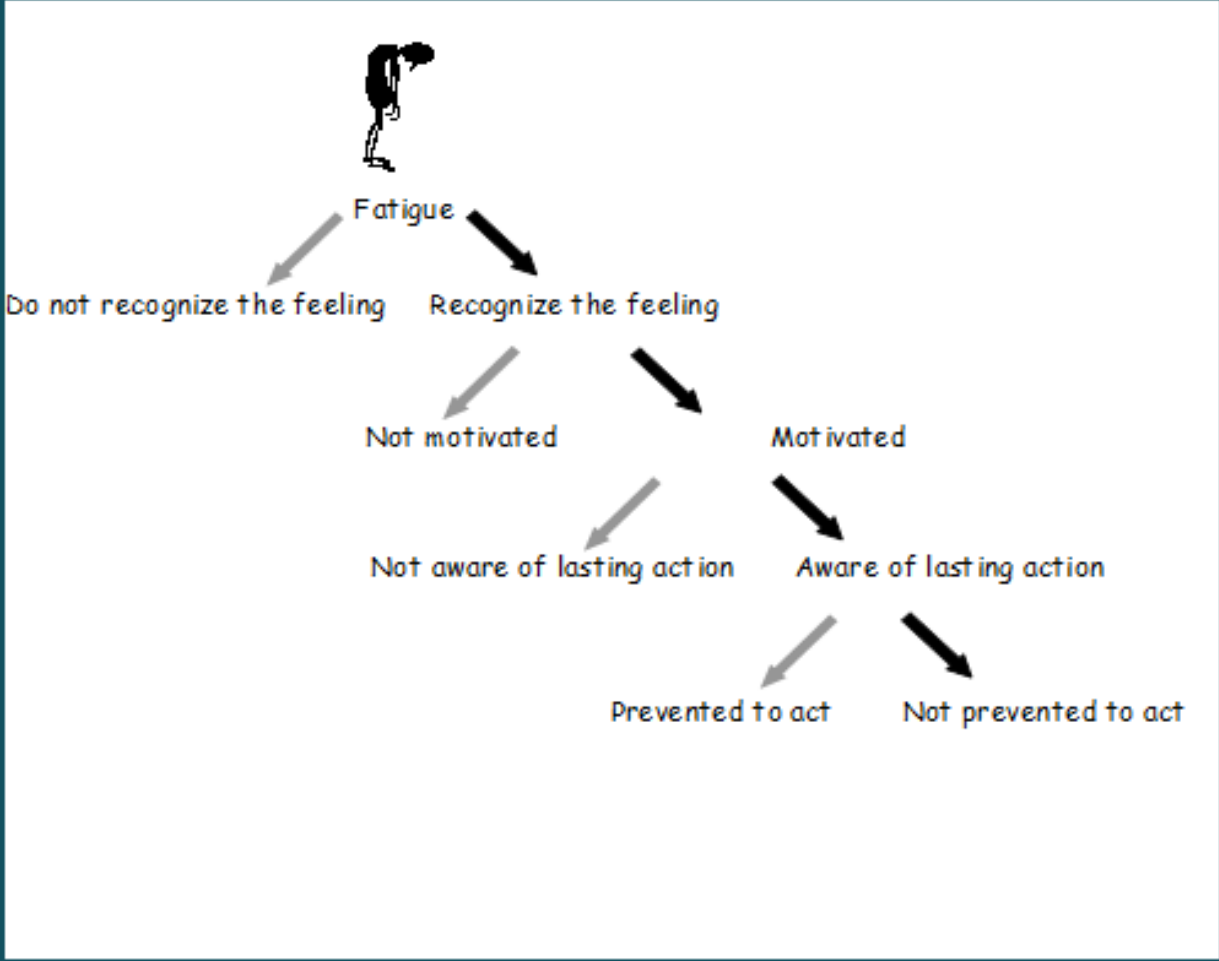 Fatigue
Do not recognize the feeling
Recognize the feeling
Not motivated
Motivated
Not aware of lasting action
Aware of lasting action
Prevented to act
Not prevented to act